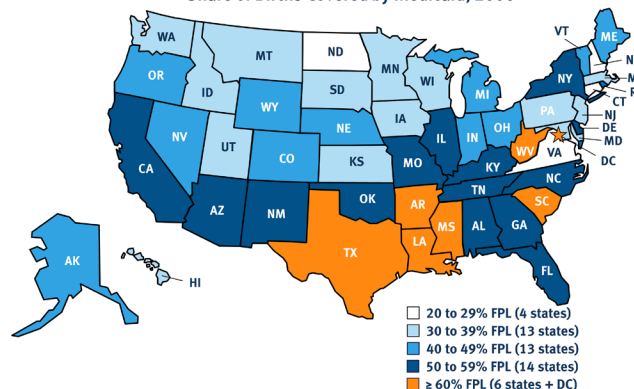 WA
OR
CA
NV
ID
MT
WY
UT
AZ
CO
NM
ND
SD
NE
KS
OK
TX
MN
IA
MO
AR
LA
WI
IL
MS
MI
IN
KY
TN
AL
OH
WV
GA
FL
SC
NC
VA
PA
NY
VT
ME
CT
NJ
DE
MD
DC
AK
HI
20 to 29% FPL (4 states)
30 to 39% FPL (13 states)
40 to 49% FPL (13 states)
50 to 59% FPL (14 states)
≥ 60% FPL (6 states + DC)